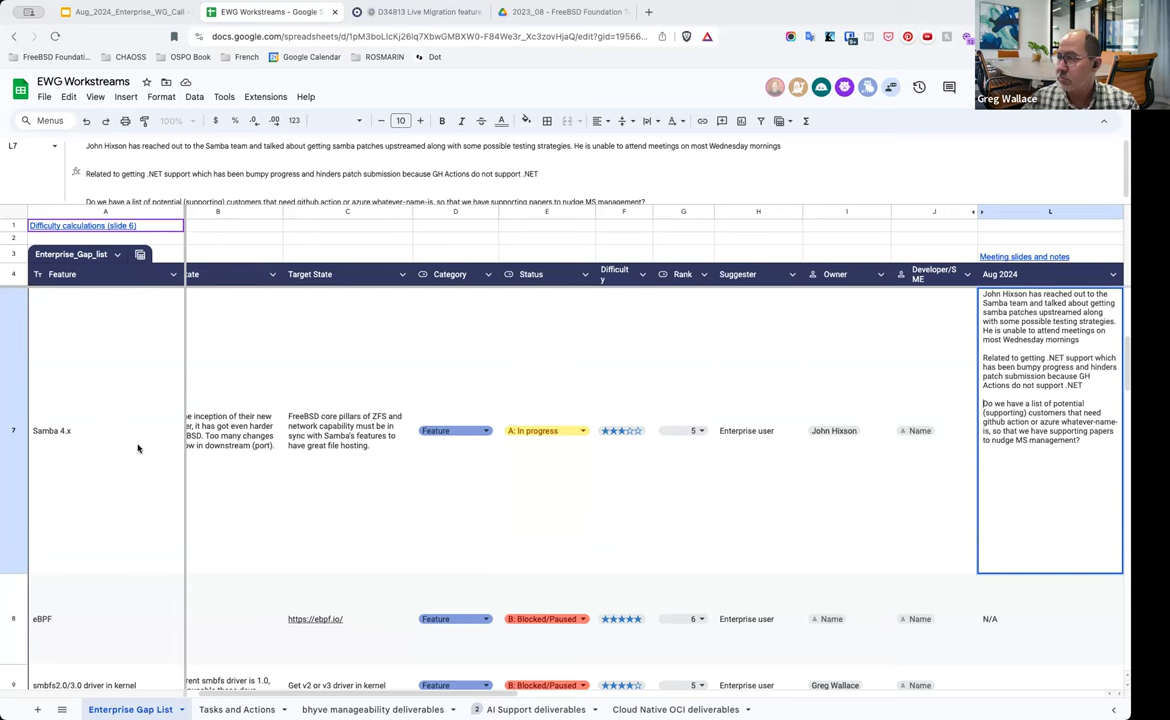 Aug_2024_Enterprise_WG_Call -
EWG Workstreams - Google S
D34813 Live Migration feature
2023_08 - FreeBSD Foundation T
docs.google.com/spreadsheets/d/1pM3boLIcKj26Iq7XbwGMBXW0-F84We3r_Xc3zovHjaQ/edit?gid=19566...
FreeBSD Foundati...
CHAOSS
OSPO Book
French
Google Calendar
ROSMARIN
Dot
EWG Workstreams
File Edit View Insert Format Data Tools Extensions Help
Greg Wallace
Menus 100% $ % .0 .00 123 10 B I S A
L7
John Hixson has reached out to the Samba team and talked about getting samba patches upstreamed along with some possible testing strategies. He is unable to attend meetings on most Wednesday mornings
fx Related to getting .NET support which has been bumpy progress and hinders patch submission because GH Actions do not support .NET
Do we have a list of potential (supporting) customers that need github action or azure whatever-name-is, so that we have supporting papers to nudge MS management?
A B C D E F G H I J L
1 Difficulty calculations (slide 6)
2
3 Enterprise_Gap_list
Meeting slides and notes
4 Tт Feature
tate
Target State
Category
Status
Difficult
y
Rank
Suggester
Owner
Developer/S
ME
Aug 2024
John Hixson has reached out to the
Samba team and talked about getting
samba patches upstreamed along
with some possible testing strategies.
He is unable to attend meetings on
most Wednesday mornings
Related to getting .NET support which
has been bumpy progress and hinders
patch submission because GH
Actions do not support .NET
Do we have a list of potential
(supporting) customers that need
github action or azure whatever-name-
is, so that we have supporting papers
to nudge MS management?
7 Samba 4.x
e inception of their new
er, it has got even harder
BSD. Too many changes
ow in downstream (port).
FreeBSD core pillars of ZFS and
network capability must be
in sync with Samba's features to
have great file hosting.
Feature
A: In progress
★★★☆☆
5
Enterprise user
John Hixson
Name
8 eBPF
https://ebpf.io/
Feature
B: Blocked/Paused
★★★★★
6
Enterprise user
Name
Name
N/A
9 smbfs2.0/3.0 driver in kernel
rent smbfs driver is 1.0,
Get v2 or v3 driver in kernel
Feature
B: Blocked/Paused
★★★★☆
5
Enterprise user
Greg Wallace
Name
Enterprise Gap List
Tasks and Actions
bhyve manageability deliverables
2 AI Support deliverables
Cloud Native OCI deliverables